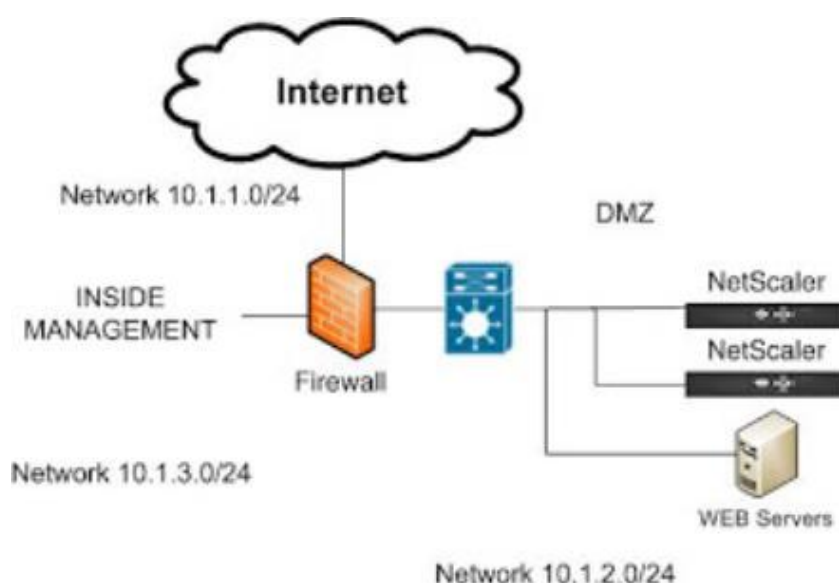 Internet
Network 10.1.1.0/24
DMZ
INSIDE
MANAGEMENT
Firewall
NetScaler
NetScaler
WEB Servers
Network 10.1.3.0/24
Network 10.1.2.0/24